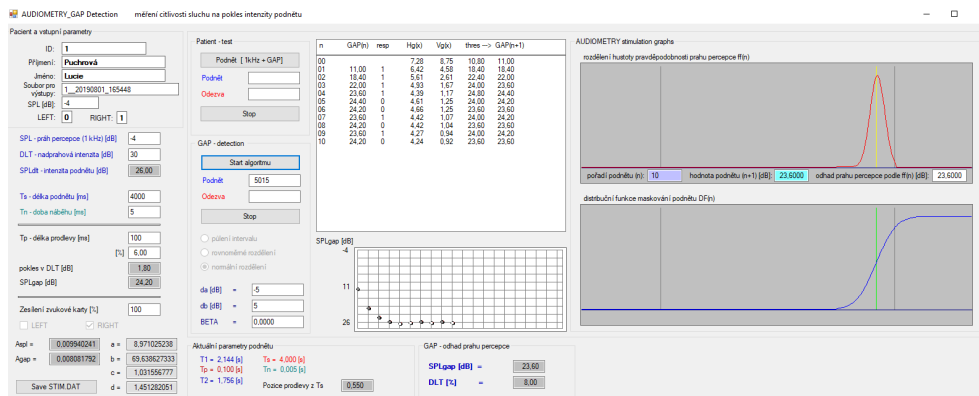 AUDIOMETRY_GAP Detection měření citlivosti sluchu na pokles intenzity podnětu
Pacient a vstupní parametry
ID: 1
Příjmení: Puchrová
Jméno: Lucie
Soubor pro výstupy: 1__20190801_165448
SPL [dB]: -4
LEFT: 0 RIGHT: 1
SPL - práh percepce (1 kHz) [dB] -4
DLT - nadprahová intenzita [dB] 30
SPLdlt - intenzita podnětu [dB] 26,00
Ts - délka podnětu [ms] 4000
Tn - doba náběhu [ms] 5
Tp - délka prodlevy [ms] 100
[%] 6,00
pokles v DLT [dB] 1,80
SPLgap [dB] 24,20
Zesílení zvukové karty [%] 100
LEFT RIGHT
Aspl = 0.009940241 a = 8,971025238
Agap = 0,008081792 b = 69,638627333
c = 1,031556777
Save STIM.DAT d = 1,451282051
Patient - test
Podnět [ 1kHz + GAP]
Podnět
Odezva
Stop
GAP - detection
Start algoritmu
Podnět 5015
Odezva
Stop
půlení intervalu
rovnoměrné rozdělení
normální rozdělení
da [dB] = -5
db [dB] = 5
BETA = 0.0000
n GAP(n) resp Hg(x) Vg(x) thres --> GAP(n+1)
00 7,28 8,75 10,80 11,00
01 11,00 1 6,42 4,58 18,40 18,40
02 18,40 1 5,61 2,61 22,40 22,00
03 22,00 1 4,93 1,67 24,00 23,60
04 23,60 1 4,39 1,17 24,80 24,40
05 24,40 0 4,61 1,25 24,00 24,20
06 24,20 0 4,66 1,25 23,60 23,60
07 23,60 1 4,42 1,07 24,00 24,20
08 24,20 0 4,42 1,04 23,60 23,60
09 23,60 1 4,27 0,94 24,00 24,20
10 24,20 0 4,24 0,92 23,60 23,60
SPLgap [dB]
-4
11
26
AUDIOMETRY stimulation graphs
rozdělení hustoty pravděpodobnosti prahu percepce ff(n)
pořadí podnětu (n): 10 hodnota podnětu (n+1) [dB]: 23,6000 odhad prahu percepce podle ff(n) [dB]: 23,6000
distribuční funkce maskování podnětu DF(n)
Aktuální parametry podnětu
T1 = 2,144 [s] Ts = 4,000 [s]
Tp = 0,100 [s] Tn = 0,005 [s]
T2 = 1,756 [s] Pozice prodlevy z Ts 0,550
GAP - odhad prahu percepce
SPLgap [dB] = 23,60
DLT [%] = 8,00